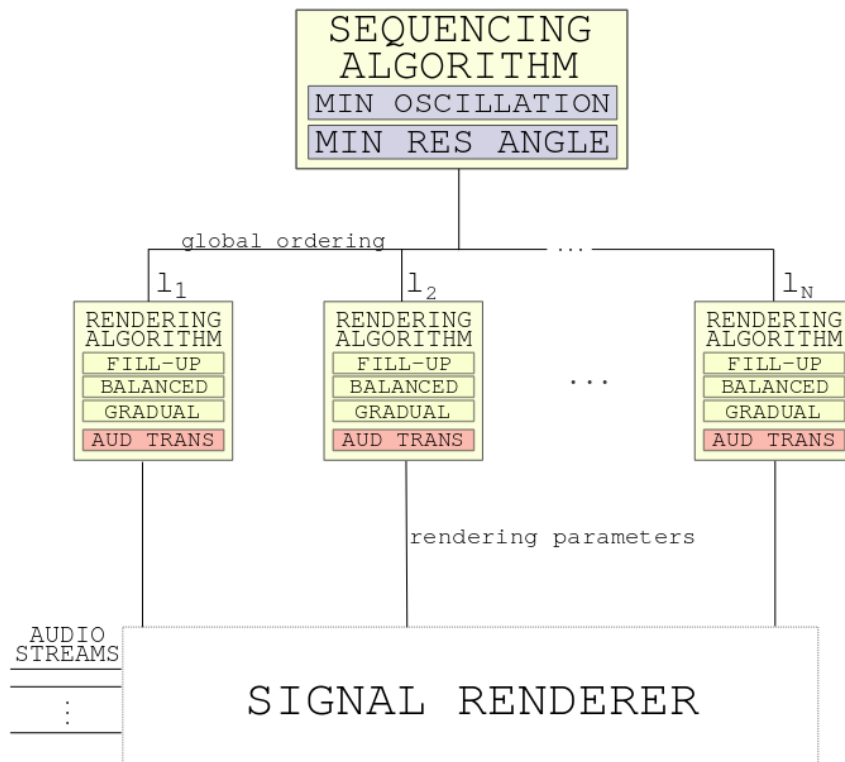 SEQUENCING
ALGORITHM
MIN OSCILLATION
MIN RES ANGLE
global ordering
...
l₁
l₂
l_N
RENDERING
ALGORITHM
FILL-UP
BALANCED
GRADUAL
AUD TRANS
RENDERING
ALGORITHM
FILL-UP
BALANCED
GRADUAL
AUD TRANS
...
RENDERING
ALGORITHM
FILL-UP
BALANCED
GRADUAL
AUD TRANS
rendering parameters
AUDIO
STREAMS
...
SIGNAL RENDERER